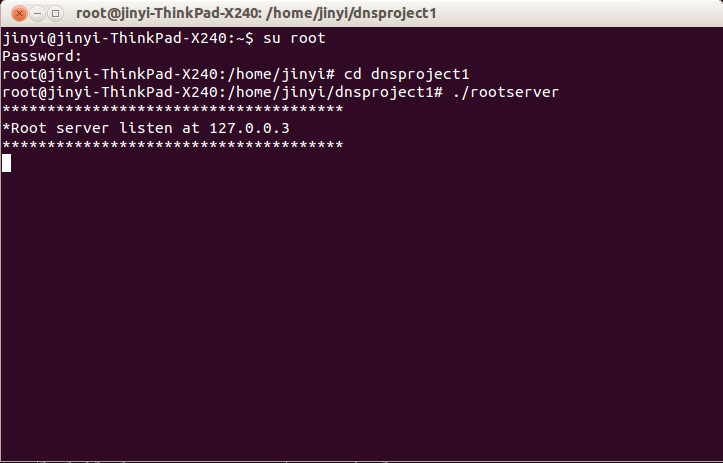 root@jinyi-ThinkPad-X240: /home/jinyi/dnsproject1
jinyi@jinyi-ThinkPad-X240:~$ su root
Password:
root@jinyi-ThinkPad-X240:/home/jinyi# cd dnsproject1
root@jinyi-ThinkPad-X240:/home/jinyi/dnsproject1# ./rootserver
**************************************
*Root server listen at 127.0.0.3
**************************************